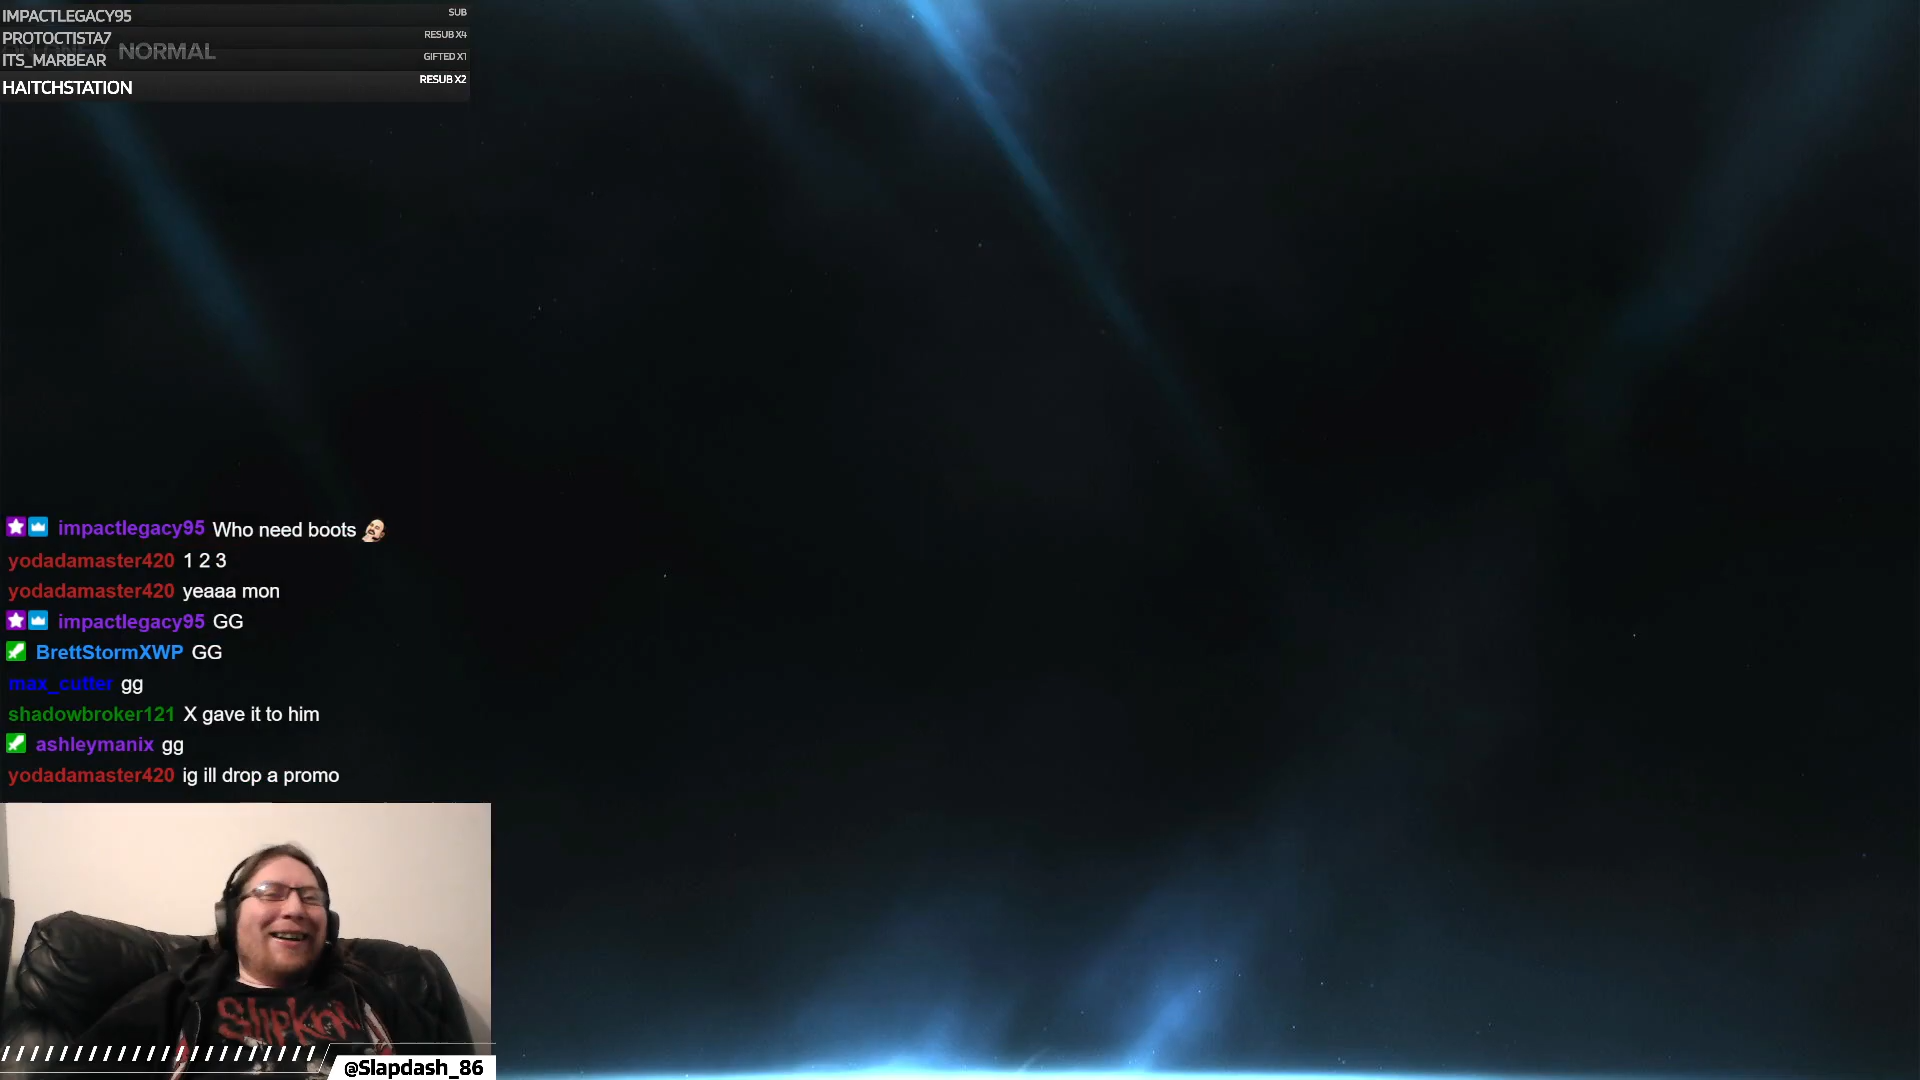 IMPACTLEGACY95 SUB
PROTOCTISTA7 RESUB X4
NORMAL
ITS_MARBEAR GIFTED X1
HAITCHSTATION RESUB X2
impactlegacy95 Who need boots
yodadamaster420 1 2 3
yodadamaster420 yeaaa mon
impactlegacy95 GG
BrettStormXWP GG
max_cutter gg
shadowbroker121 X gave it to him
ashleymanix gg
yodadamaster420 ig ill drop a promo
Slipkno
@Slapdash_86